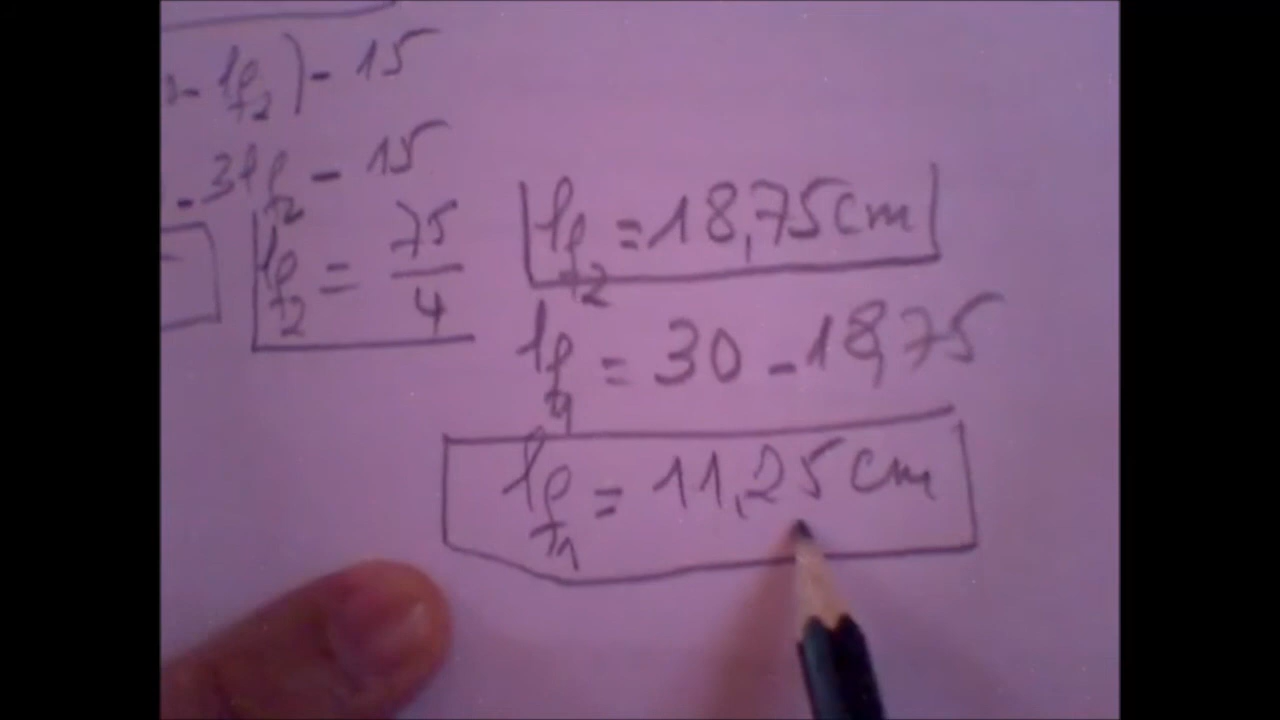 - lf2) - 15
- 3lf2 - 15
lf2 = 75/4
lf2 = 18,75 cm
lf1 = 30 - 18,75
lf1 = 11,25 cm